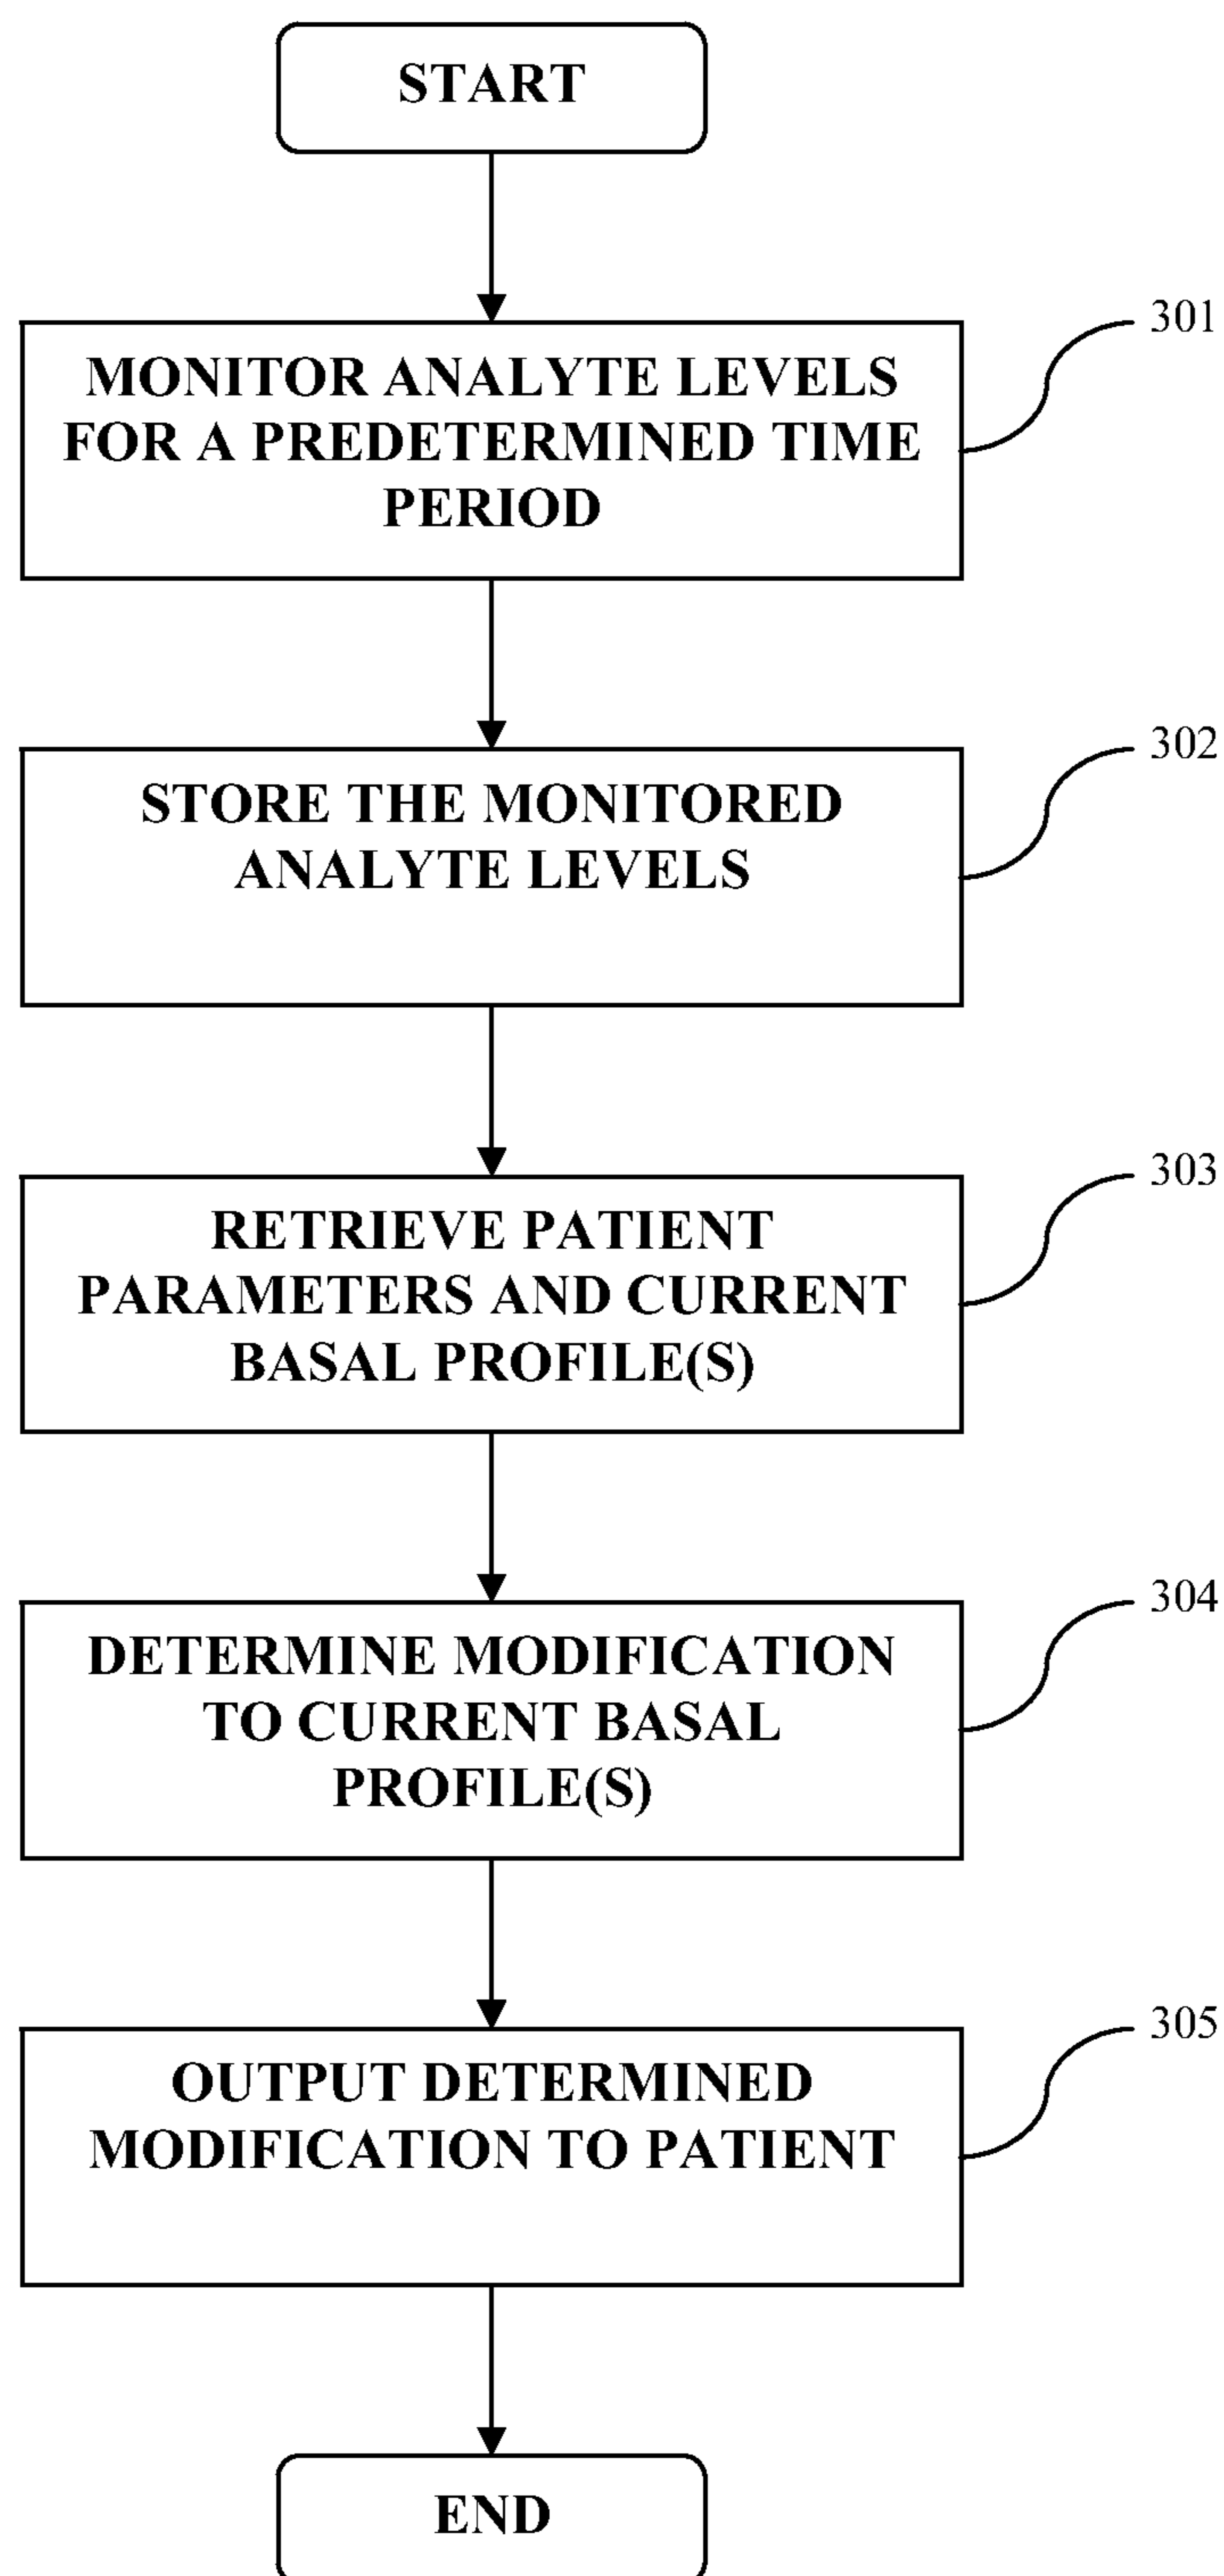 START
301
MONITOR ANALYTE LEVELS
FOR A PREDETERMINED TIME
PERIOD
302
STORE THE MONITORED
ANALYTE LEVELS
303
RETRIEVE PATIENT
PARAMETERS AND CURRENT
BASAL PROFILE(S)
304
DETERMINE MODIFICATION
TO CURRENT BASAL
PROFILE(S)
305
OUTPUT DETERMINED
MODIFICATION TO PATIENT
END